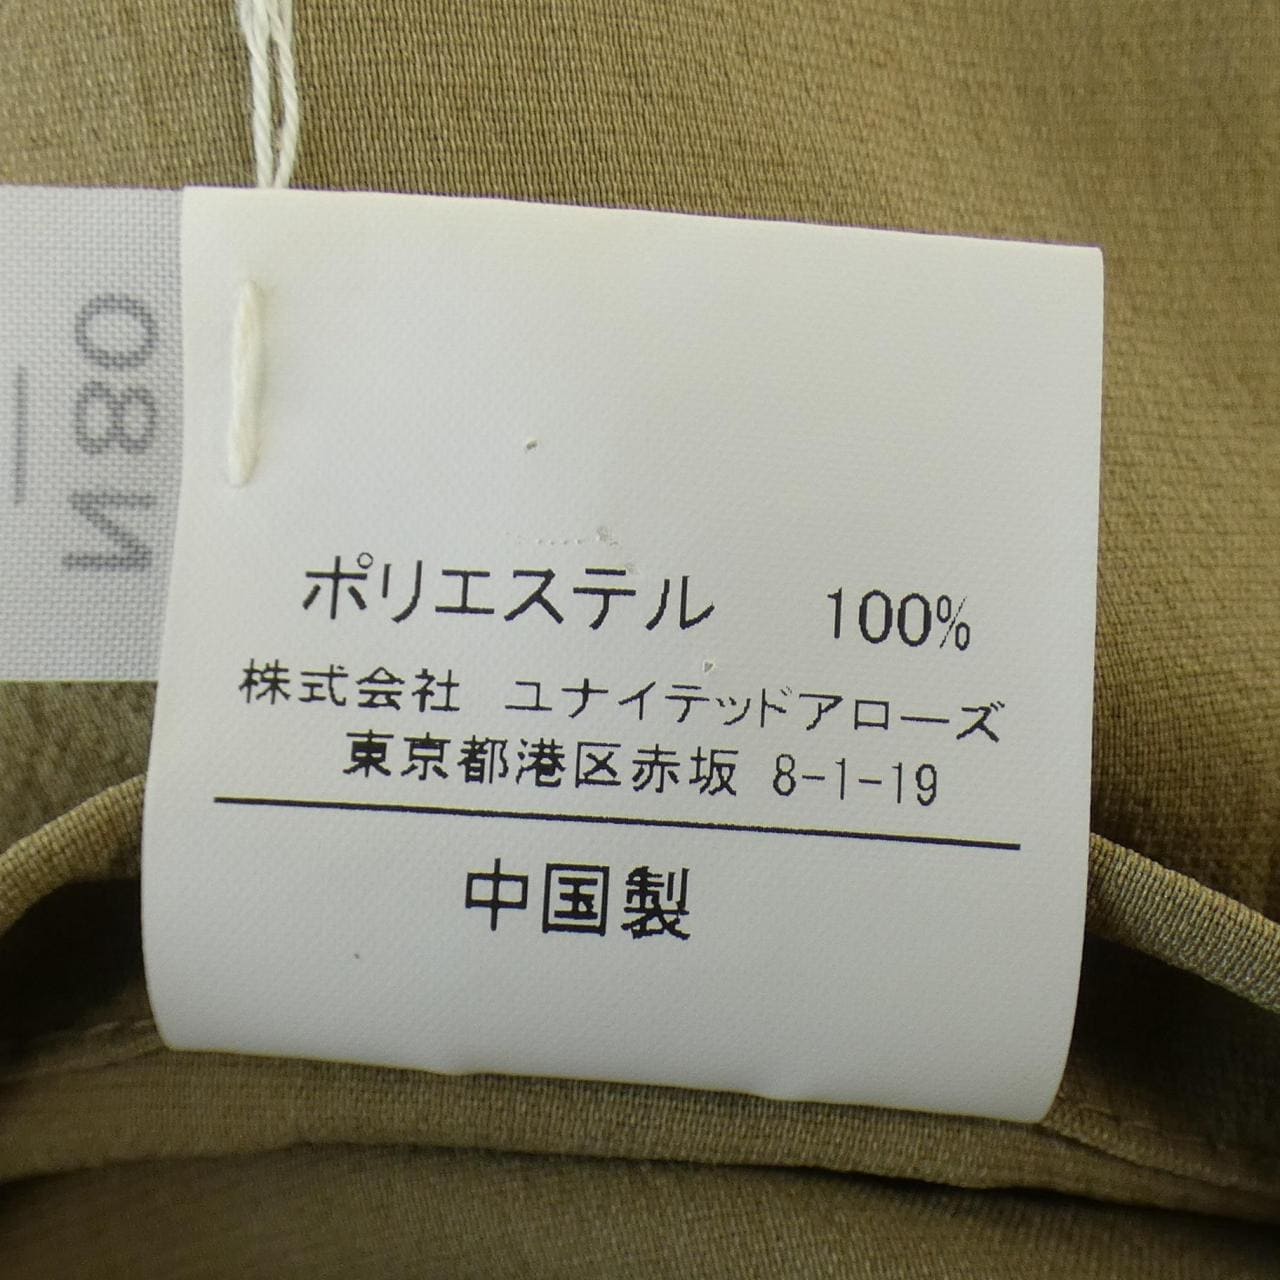 ポリエステル 100%
株式会社 ユナイテッドアローズ
東京都港区赤坂 8-1-19
中国製